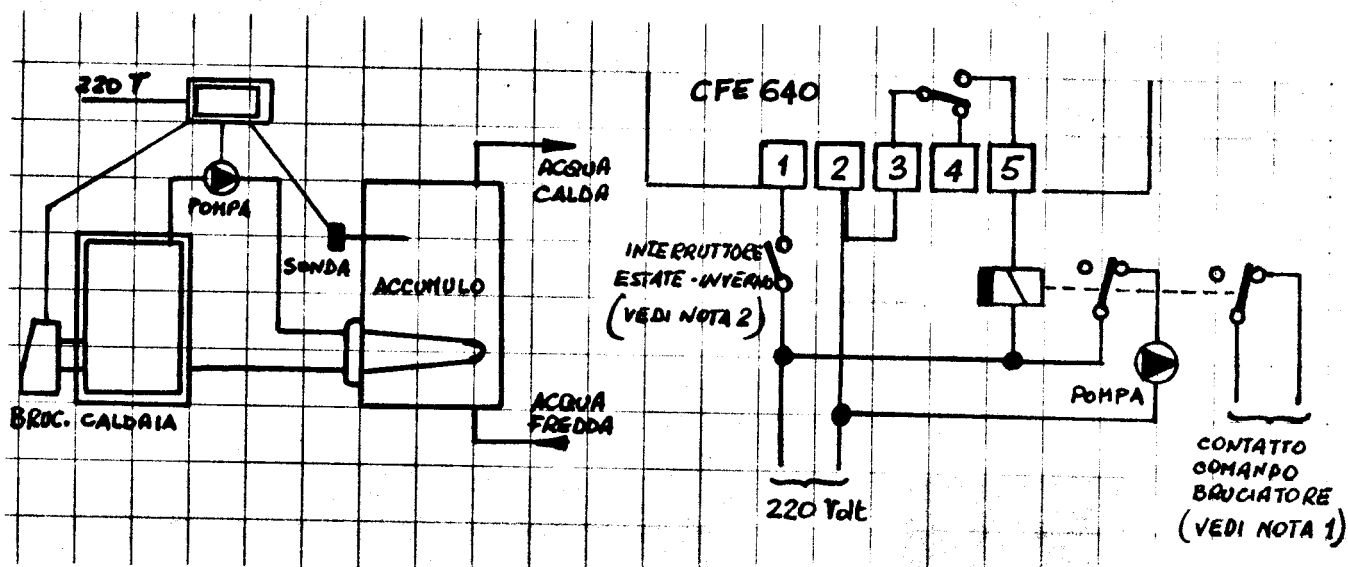 220 V
POMPA
SONDA
ACCUMULO
ACQUA
CALDA
ACQUA
FREDDA
BRUC. CALDAIA
CFE 640
1 2 3 4 5
INTERRUTTORE
ESTATE-INVERNO
(VEDI NOTA 2)
POMPA
220 Volt
CONTATTO
COMANDO
BRUCIATORE
(VEDI NOTA 1)